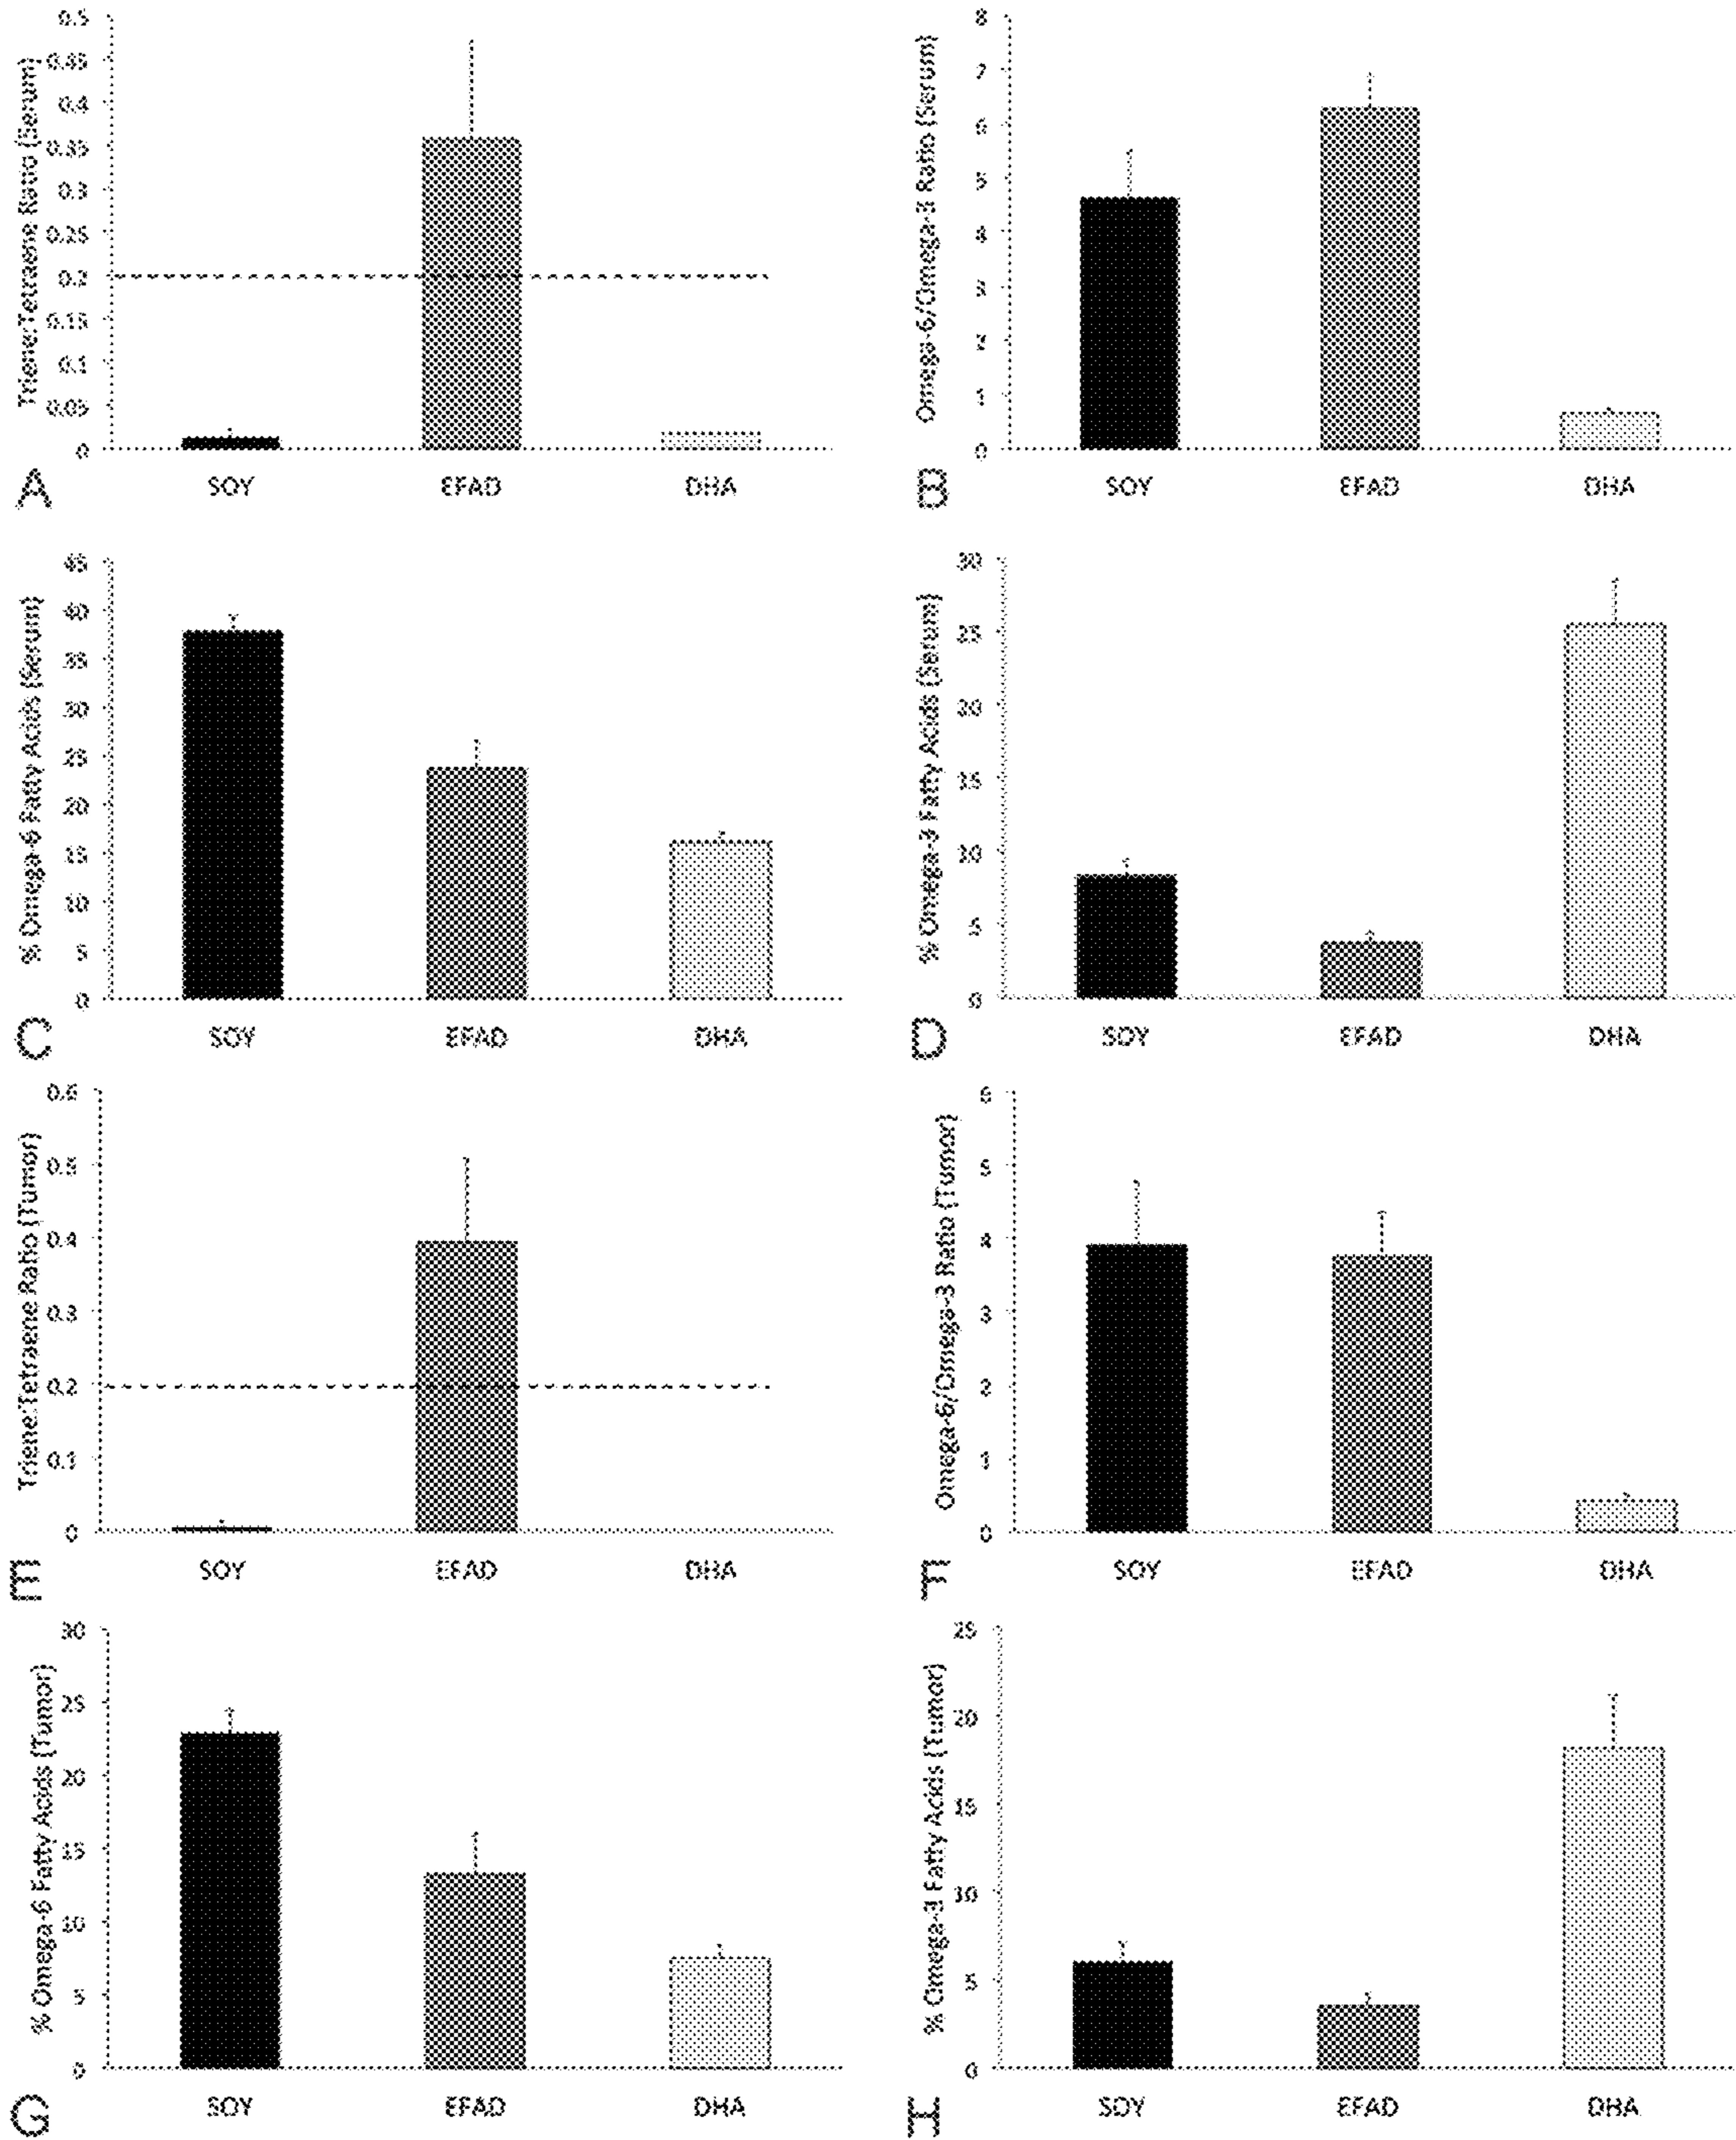 Triene:Tetraene Ratio (Serum)
0.5
0.45
0.4
0.35
0.3
0.25
0.2
0.15
0.1
0.05
0
SOY EFAD DHA
A
Omega-6/Omega-3 Ratio (Serum)
8
7
6
5
4
3
2
1
0
SOY EFAD DHA
B
% Omega-6 Fatty Acids (Serum)
45
40
35
30
25
20
15
10
5
0
SOY EFAD DHA
C
% Omega-3 Fatty Acids (Serum)
30
25
20
15
10
5
0
SOY EFAD DHA
D
Triene:Tetraene Ratio (Tumor)
0.6
0.5
0.4
0.3
0.2
0.1
0
SOY EFAD DHA
E
Omega-6/Omega-3 Ratio (Tumor)
6
5
4
3
2
1
0
SOY EFAD DHA
F
% Omega-6 Fatty Acids (Tumor)
30
25
20
15
10
5
0
SOY EFAD DHA
G
% Omega-3 Fatty Acids (Tumor)
25
20
15
10
5
0
SOY EFAD DHA
H